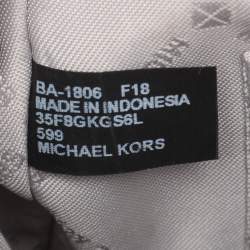 BA-1806 F18
MADE IN INDONESIA
35F8GKGS6L
599
MICHAEL KORS